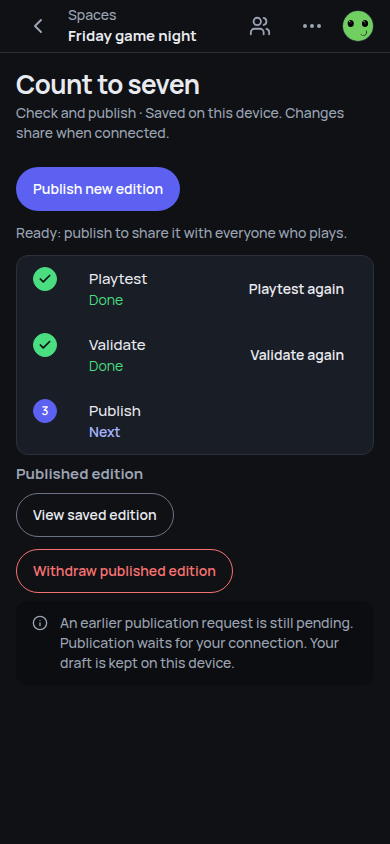 Spaces
Friday game night
Count to seven
Check and publish · Saved on this device. Changes
share when connected.
Publish new edition
Ready: publish to share it with everyone who plays.
Playtest
Done
Playtest again
Validate
Done
Validate again
3
Publish
Next
Published edition
View saved edition
Withdraw published edition
An earlier publication request is still pending.
Publication waits for your connection. Your
draft is kept on this device.